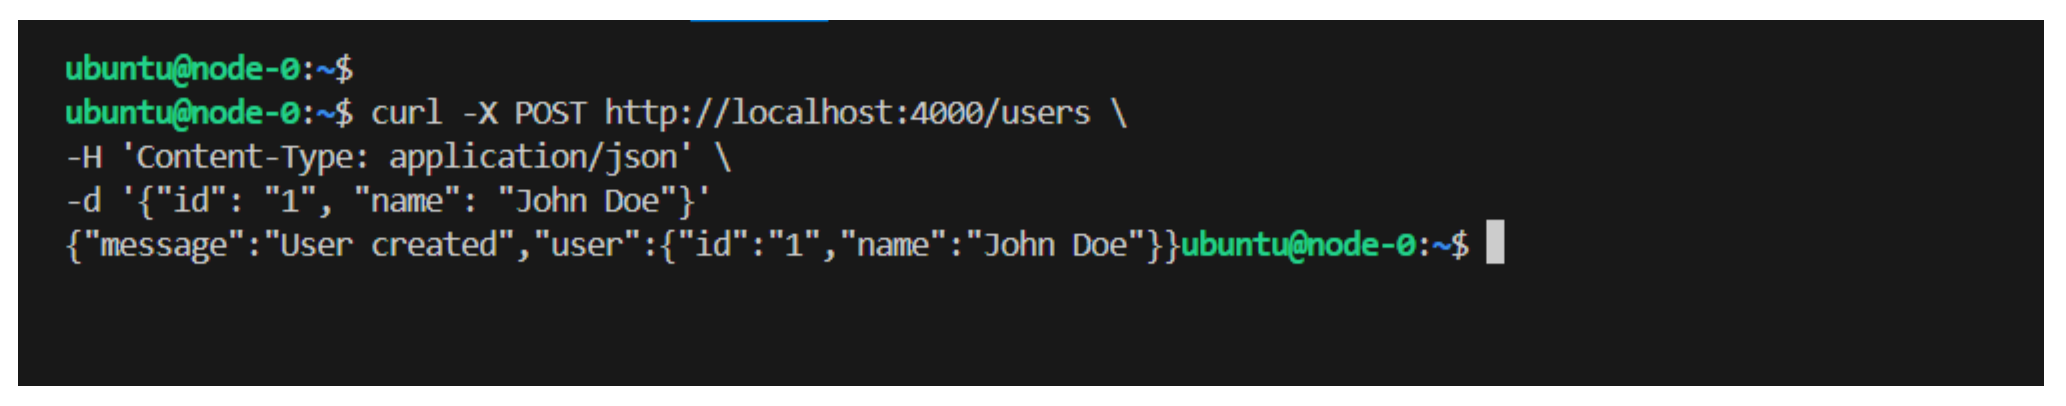 ubuntu@node-0:~$
ubuntu@node-0:~$ curl -X POST http://localhost:4000/users \
-H 'Content-Type: application/json' \
-d '{"id": "1", "name": "John Doe"}'
{"message":"User created","user":{"id":"1","name":"John Doe"}}ubuntu@node-0:~$